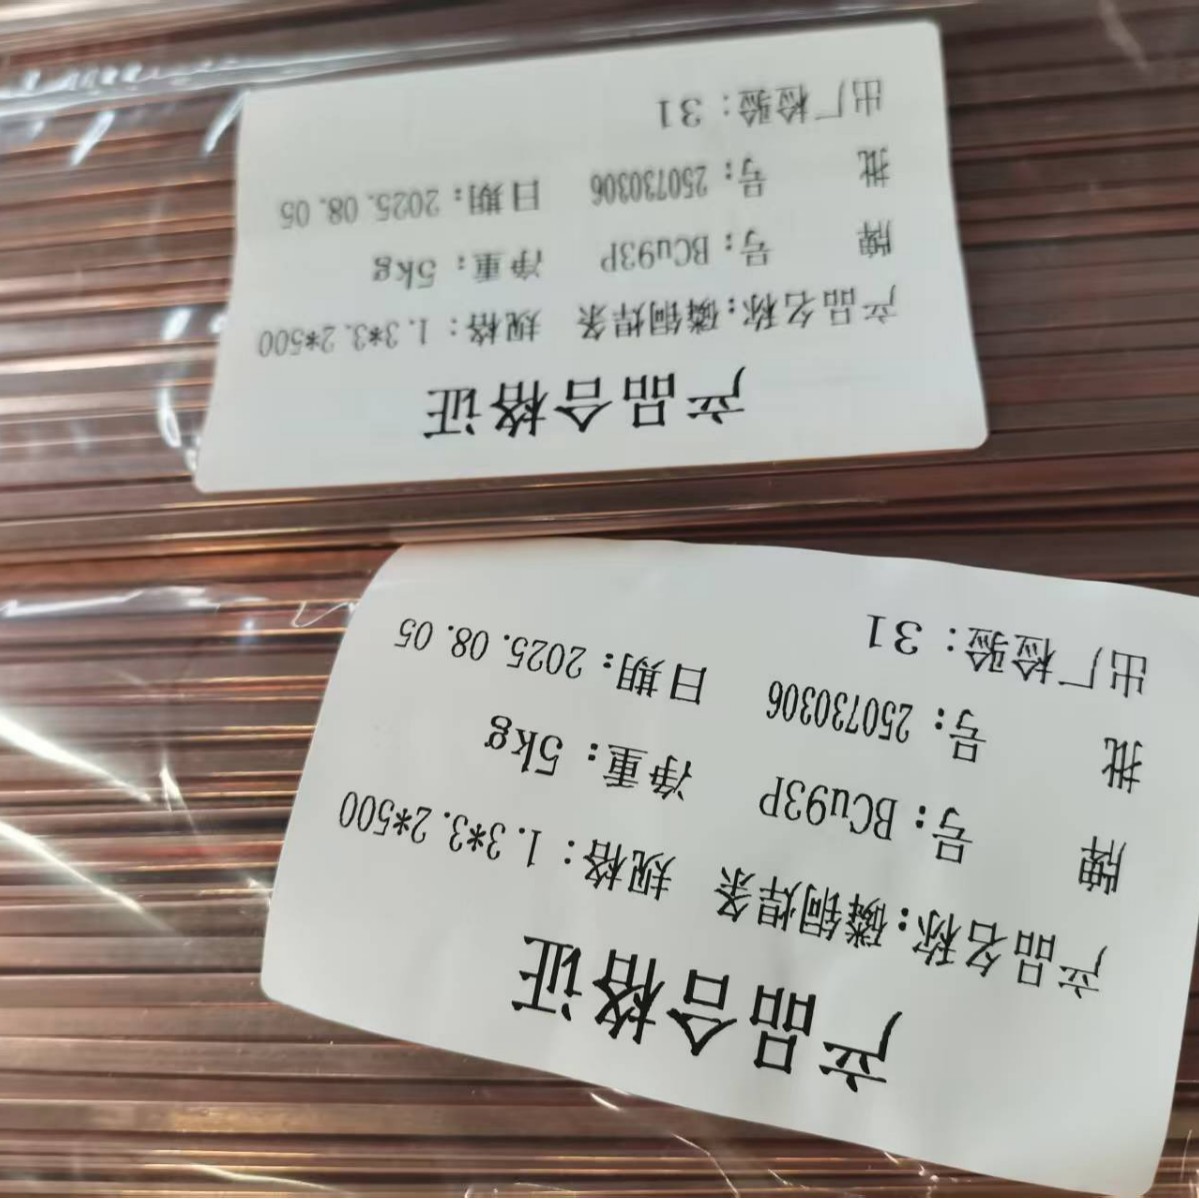 产品合格证
产品名称：磷铜焊条 规格：1.3*3.2*500
牌 号：BCu93P 净重：5kg
批 号：250730306 日期：2025.08.05
出厂检验：31
产品合格证
产品名称：磷铜焊条 规格：1.3*3.2*500
牌 号：BCu93P 净重：5kg
批 号：250730306 日期：2025.08.05
出厂检验：31